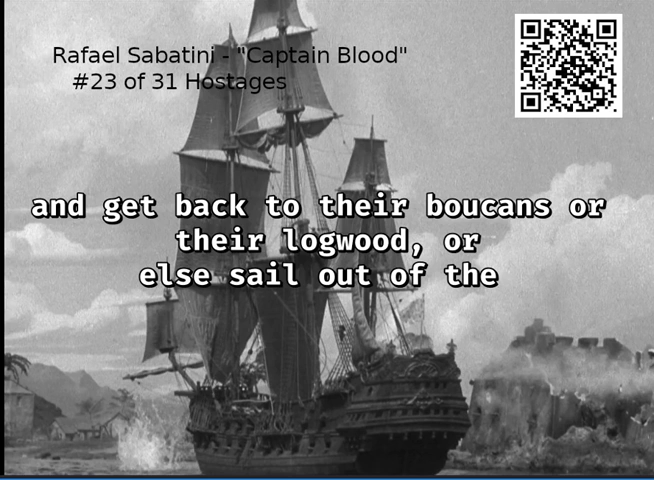 Rafael Sabatini - "Captain Blood"
#23 of 31 Hostages
and get back to their boucans or
their logwood, or
else sail out of the